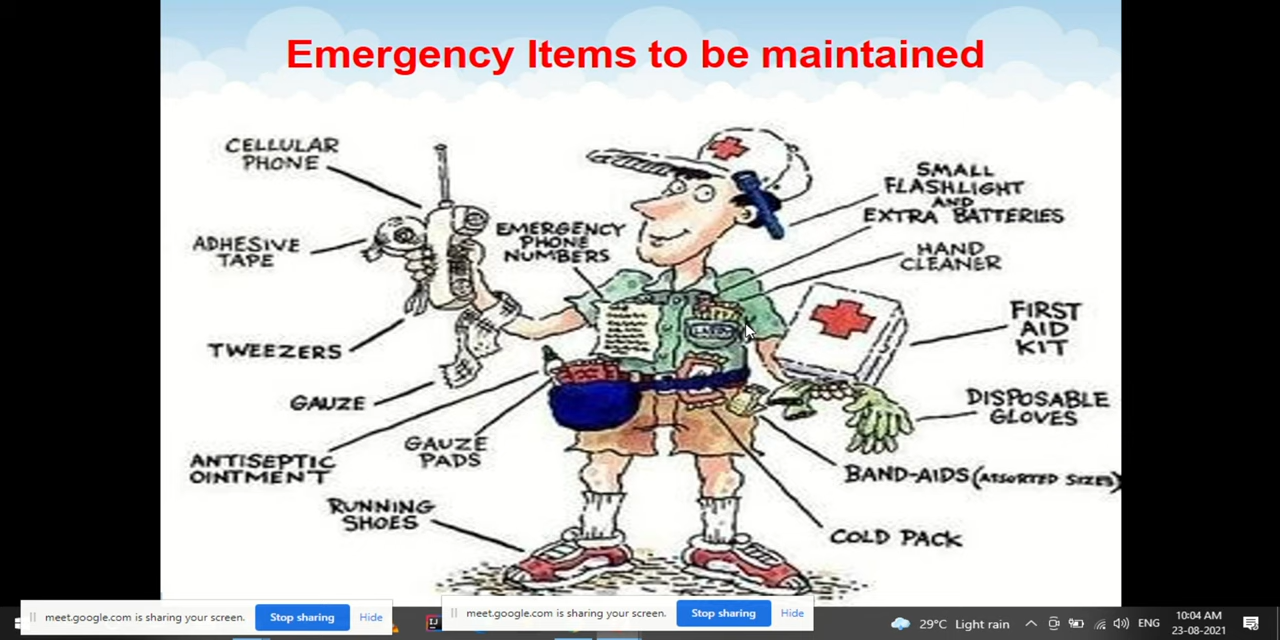 Emergency Items to be maintained
CELLULAR
PHONE
ADHESIVE
TAPE
TWEEZERS
GAUZE
ANTISEPTIC
OINTMENT
GAUZE
PADS
RUNNING
SHOES
EMERGENCY
PHONE
NUMBERS
SMALL
FLASHLIGHT
AND
EXTRA BATTERIES
HAND
CLEANER
FIRST
AID
KIT
DISPOSABLE
GLOVES
BAND-AIDS (ASSORTED SIZES)
COLD PACK
meet.google.com is sharing your screen.
Stop sharing
Hide
meet.google.com is sharing your screen.
Stop sharing
Hide
29°C Light rain
ENG
10:04 AM
23-08-2021